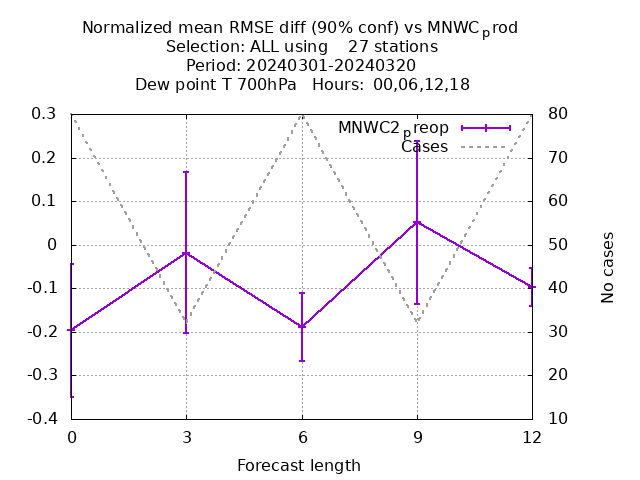 Normalized mean RMSE diff (90% conf) vs MNWCprod
Selection: ALL using    27 stations
Period: 20240301-20240320
Dew point T 700hPa   Hours: 00,06,12,18
MNWC2preop
Cases
0.3
0.2
0.1
0
-0.1
-0.2
-0.3
-0.4
80
70
60
50
40
30
20
10
No cases
0 3 6 9 12
Forecast length